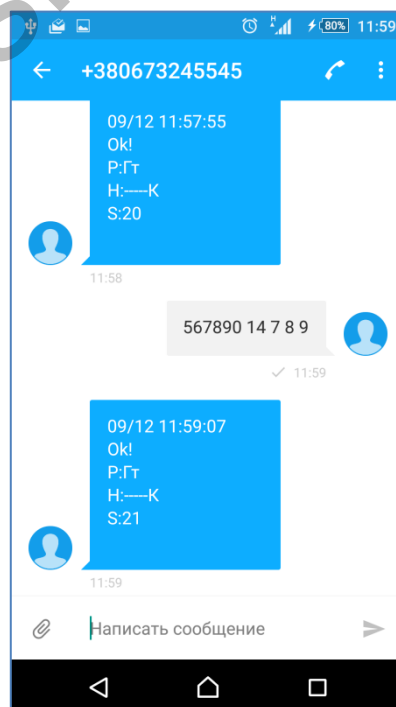 H
80% 11:59
+380673245545
09/12 11:57:55
Ok!
Р:Гт
Н:-----К
S:20
11:58
567890 14 7 8 9
11:59
09/12 11:59:07
Ok!
Р:Гт
Н:-----К
S:21
11:59
Написать сообщение